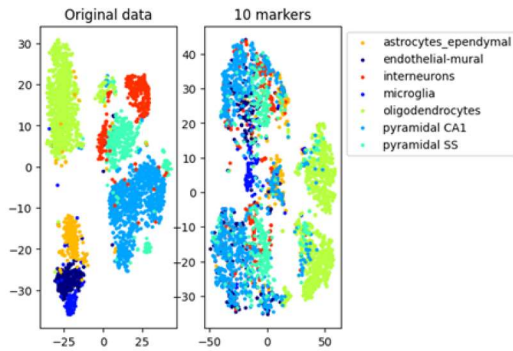 Original data
10 markers
astrocytes_ependymal
endothelial-mural
interneurons
microglia
oligodendrocytes
pyramidal CA1
pyramidal SS
30
20
10
0
−10
−20
−30
−25
0
25
40
30
20
10
0
−10
−20
−30
−50
0
50